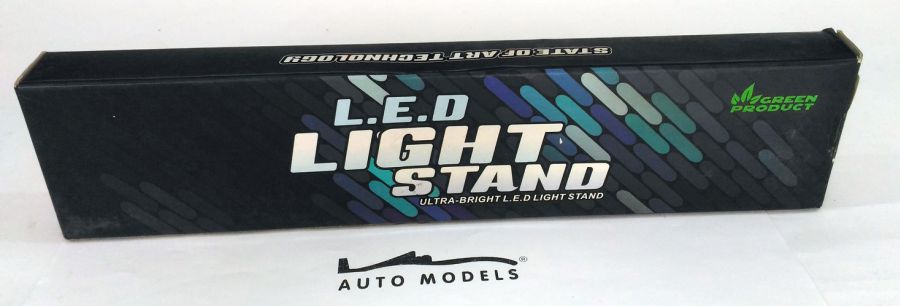 STATE OF ART TECHNOLOGY
L.E.D
LIGHT
STAND
ULTRA-BRIGHT L.E.D LIGHT STAND
GREEN
PRODUCT
AUTO MODELS®